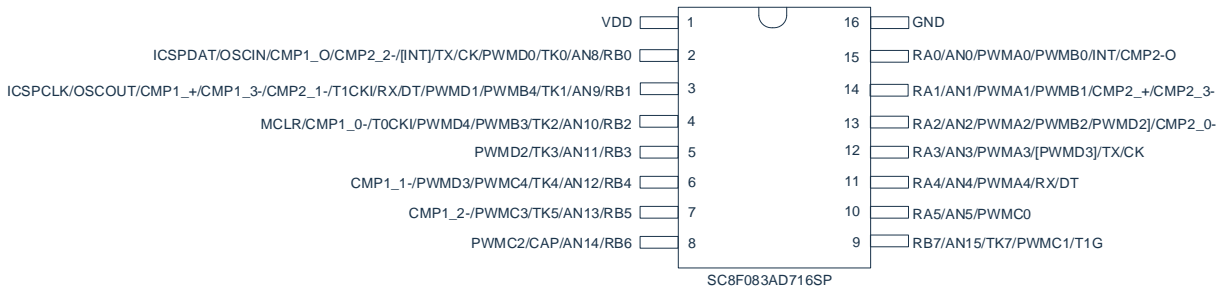 VDD 1 16 GND
ICSPDAT/OSCIN/CMP1_O/CMP2_2-/[INT]/TX/CK/PWMD0/TK0/AN8/RB0 2 15 RA0/AN0/PWMA0/PWMB0/INT/CMP2-O
ICSPCLK/OSCOUT/CMP1_+/CMP1_3-/CMP2_1-/T1CKI/RX/DT/PWMD1/PWMB4/TK1/AN9/RB1 3 14 RA1/AN1/PWMA1/PWMB1/CMP2_+/CMP2_3-
MCLR/CMP1_0-/T0CKI/PWMD4/PWMB3/TK2/AN10/RB2 4 13 RA2/AN2/PWMA2/PWMB2/PWMD2]/CMP2_0-
PWMD2/TK3/AN11/RB3 5 12 RA3/AN3/PWMA3/[PWMD3]/TX/CK
CMP1_1-/PWMD3/PWMC4/TK4/AN12/RB4 6 11 RA4/AN4/PWMA4/RX/DT
CMP1_2-/PWMC3/TK5/AN13/RB5 7 10 RA5/AN5/PWMC0
PWMC2/CAP/AN14/RB6 8 9 RB7/AN15/TK7/PWMC1/T1G
SC8F083AD716SP